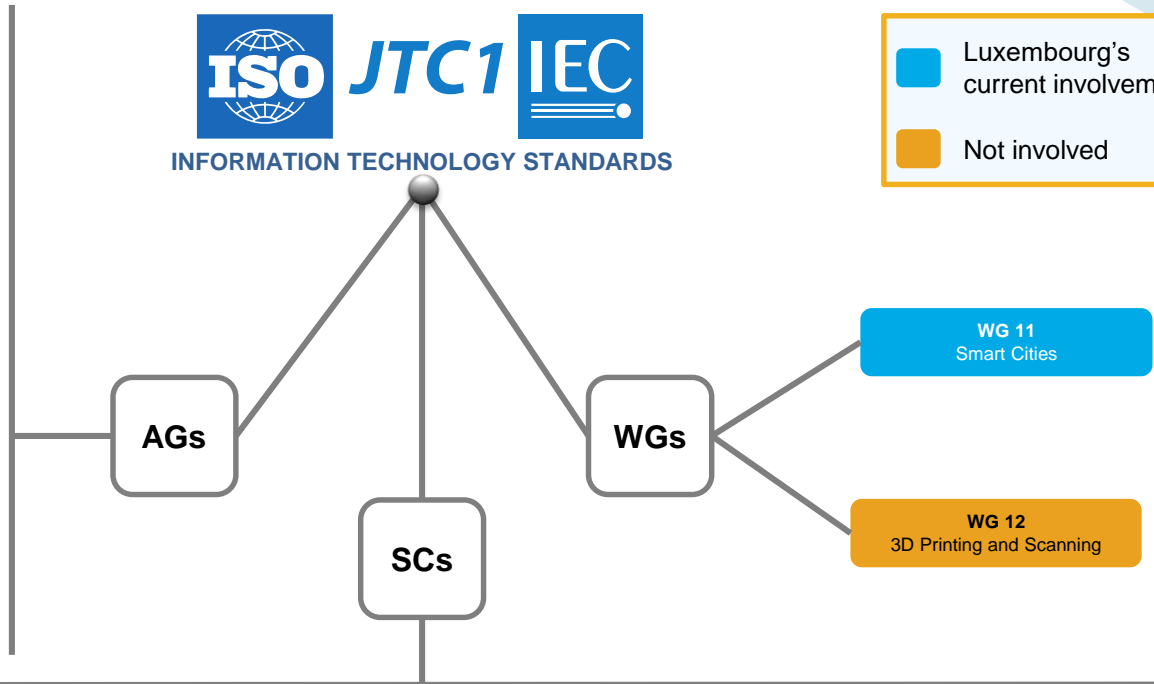 ISO JTC1 IEC
INFORMATION TECHNOLOGY STANDARDS
Luxembourg's
current involvem
Not involved
AGs
SCs
WGs
WG 11
Smart Cities
WG 12
3D Printing and Scanning